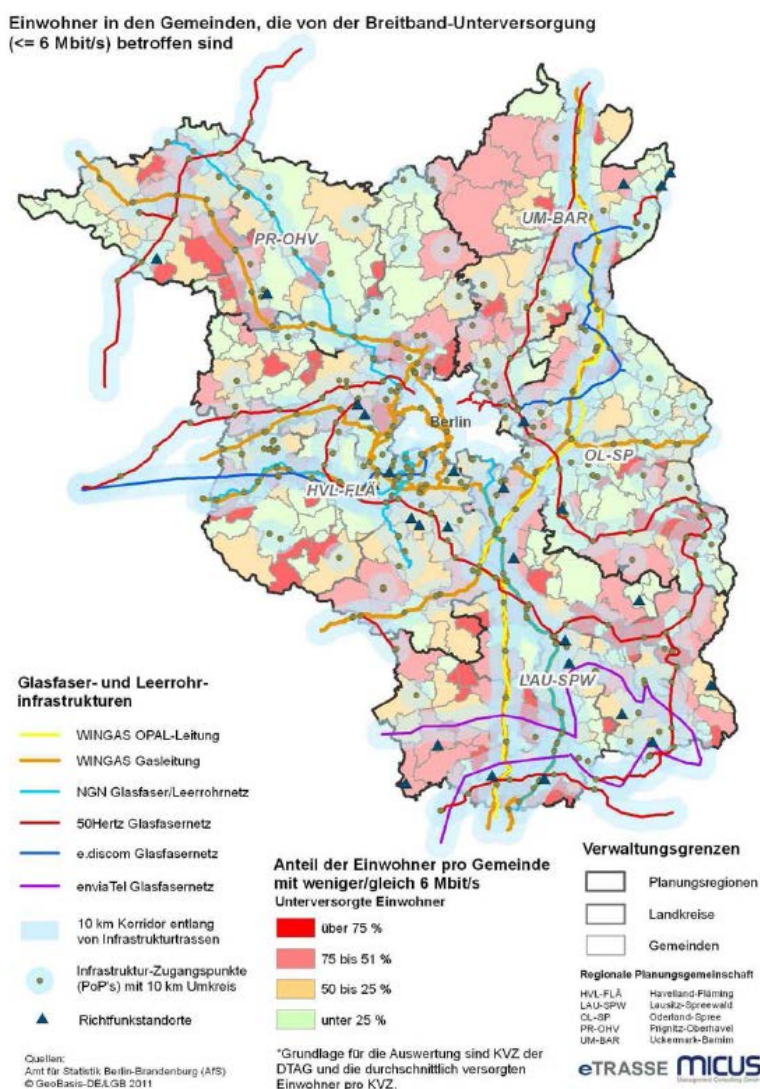 Einwohner in den Gemeinden, die von der Breitband-Unterversorgung
(<= 6 Mbit/s) betroffen sind
UM-BAR
PR-OHV
Berlin
OL-SP
HVL-FLÄ
LAU-SPW
Glasfaser- und Leerrohr-
infrastrukturen
WINGAS OPAL-Leitung
WINGAS Gasleitung
NGN Glasfaser/Leerrohrnetz
50Hertz Glasfasernetz
e.discom Glasfasernetz
enviaTel Glasfasernetz
10 km Korridor entlang
von Infrastrukturtrassen
Infrastruktur-Zugangspunkte
(PoP's) mit 10 km Umkreis
Richtfunkstandorte
Quellen:
Amt für Statistik Berlin-Brandenburg (AfS)
© GeoBasis-DE/LGB 2011
Anteil der Einwohner pro Gemeinde
mit weniger/gleich 6 Mbit/s
Unterversorgte Einwohner
über 75 %
75 bis 51 %
50 bis 25 %
unter 25 %
*Grundlage für die Auswertung sind KVZ der
DTAG und die durchschnittlich versorgten
Einwohner pro KVZ.
Verwaltungsgrenzen
Planungsregionen
Landkreise
Gemeinden
Regionale Planungsgemeinschaft
HVL-FLÄ Havelland-Fläming
LAU-SPW Lausitz-Spreewald
OL-SP Oderland-Spree
PR-OHV Prignitz-Oberhavel
UM-BAR Uckermark-Barnim
eTRASSE MICUS
Management Consulting GmbH